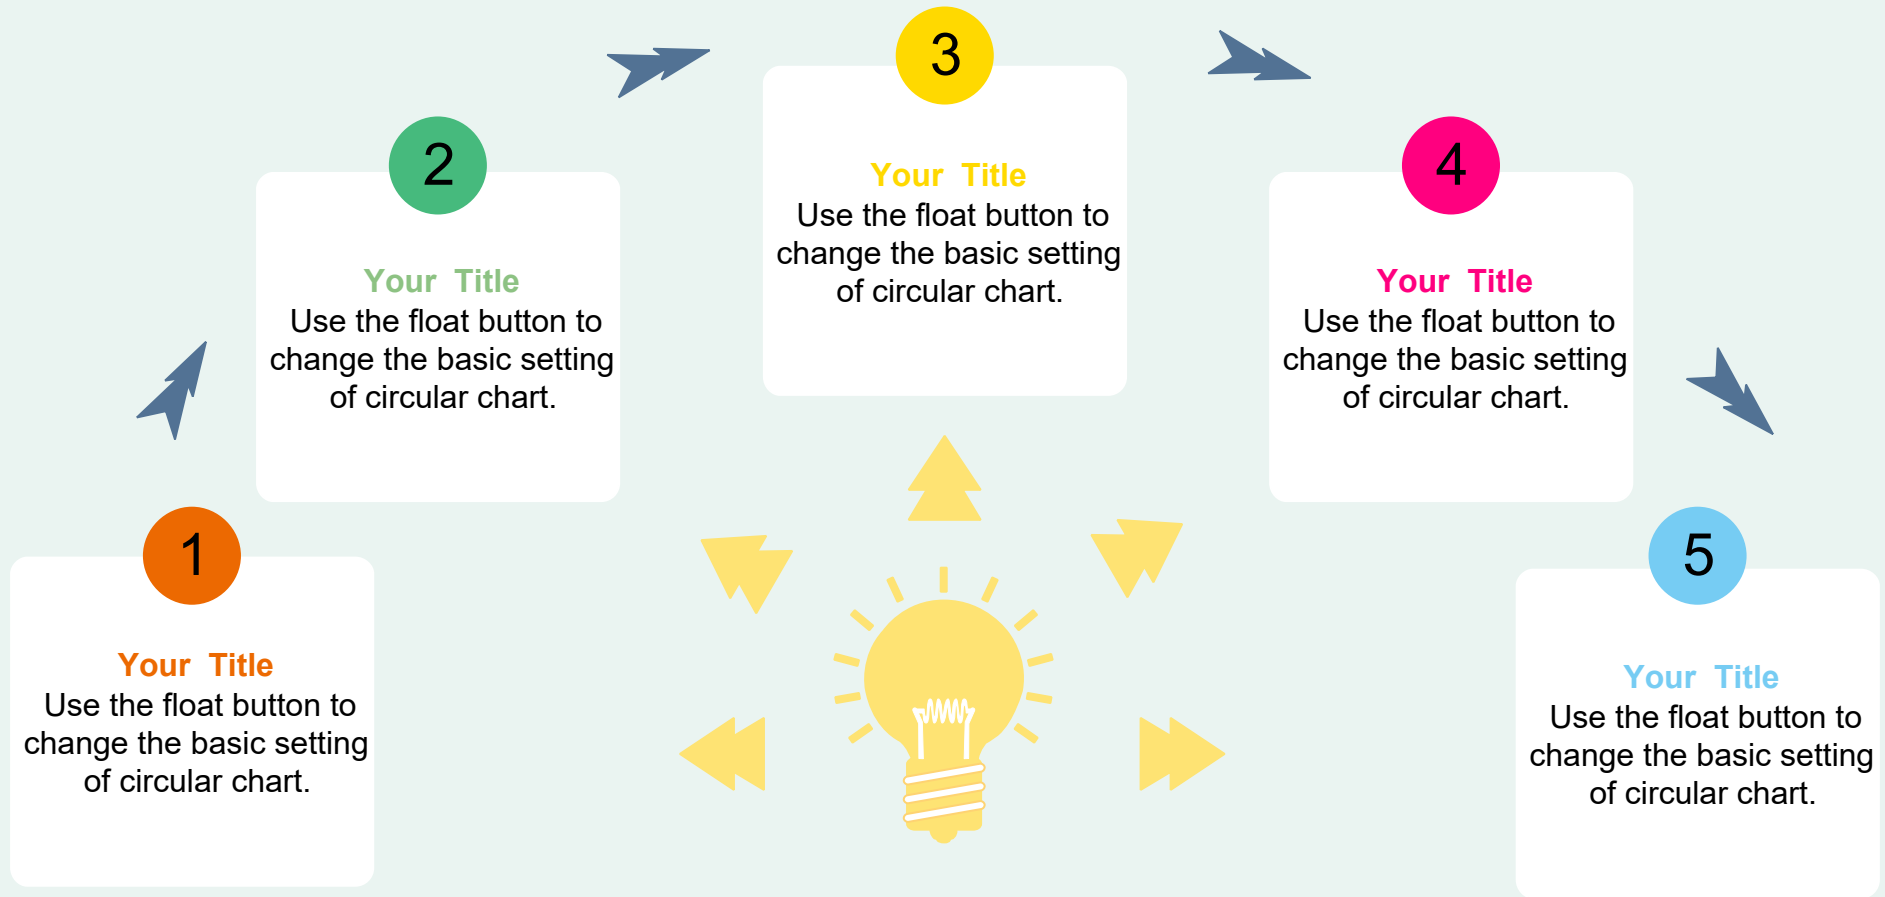 1
Your Title
Use the float button to
change the basic setting
of circular chart.
2
Your Title
Use the float button to
change the basic setting
of circular chart.
3
Your Title
Use the float button to
change the basic setting
of circular chart.
4
Your Title
Use the float button to
change the basic setting
of circular chart.
5
Your Title
Use the float button to
change the basic setting
of circular chart.